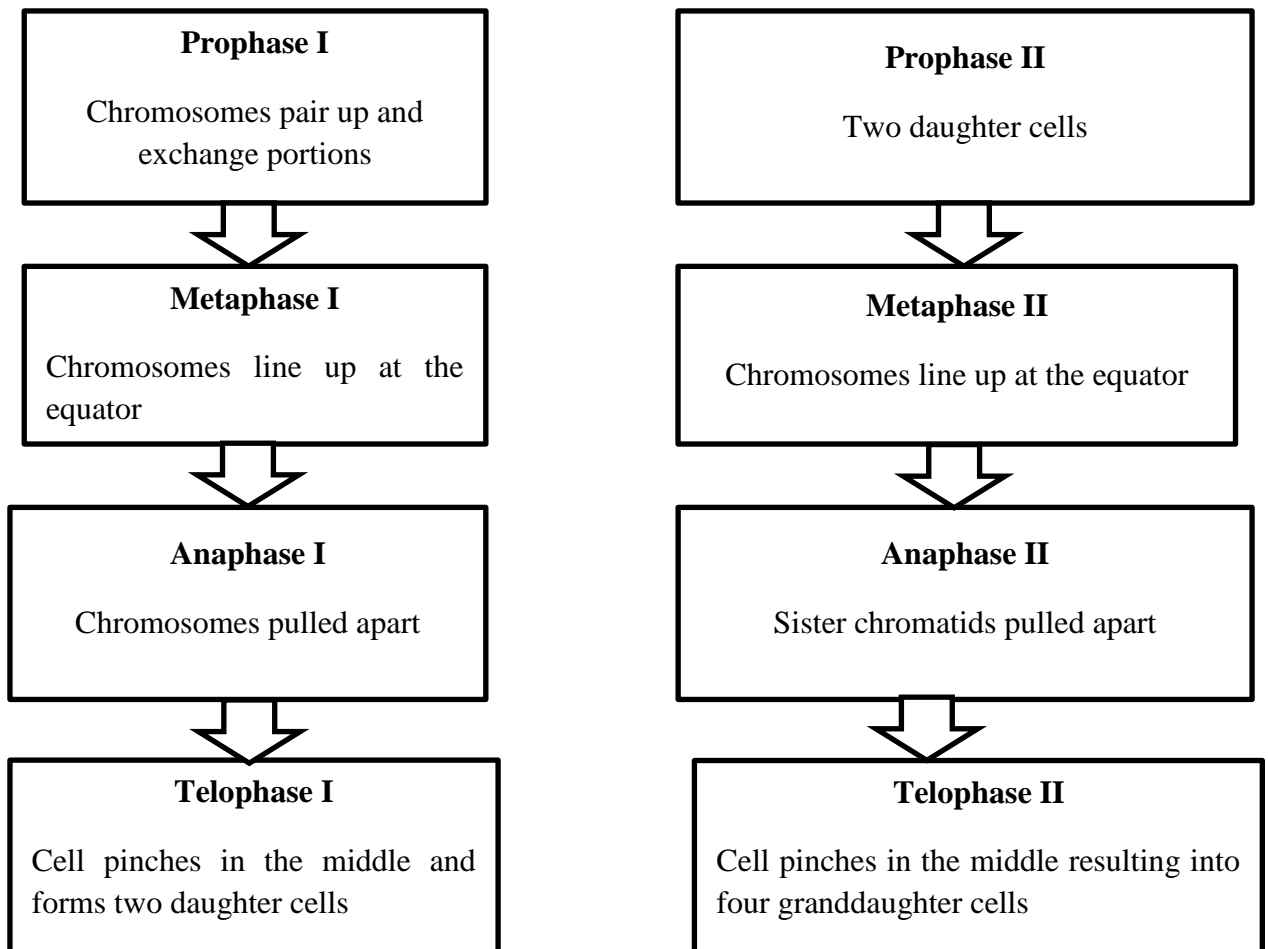 Prophase I
Chromosomes pair up and
exchange portions
Metaphase I
Chromosomes line up at the
equator
Anaphase I
Chromosomes pulled apart
Telophase I
Cell pinches in the middle and
forms two daughter cells
Prophase II
Two daughter cells
Metaphase II
Chromosomes line up at the equator
Anaphase II
Sister chromatids pulled apart
Telophase II
Cell pinches in the middle resulting into
four granddaughter cells